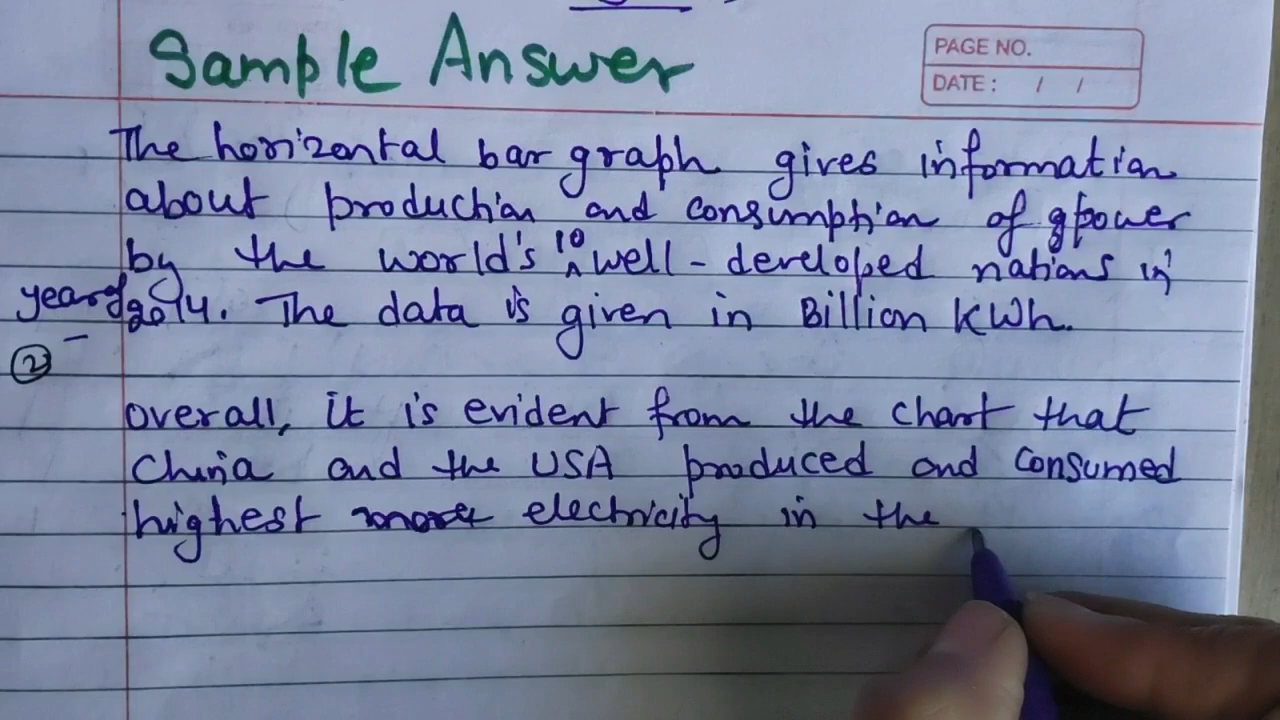 Sample Answer
PAGE NO.
DATE: / /
The horizontal bar graph gives information
about production and consumption of power
by the world's 10 well-developed nations in
year 2014. The data is given in Billion kWh.
2
Overall, it is evident from the chart that
China and the USA produced and consumed
highest electricity in the